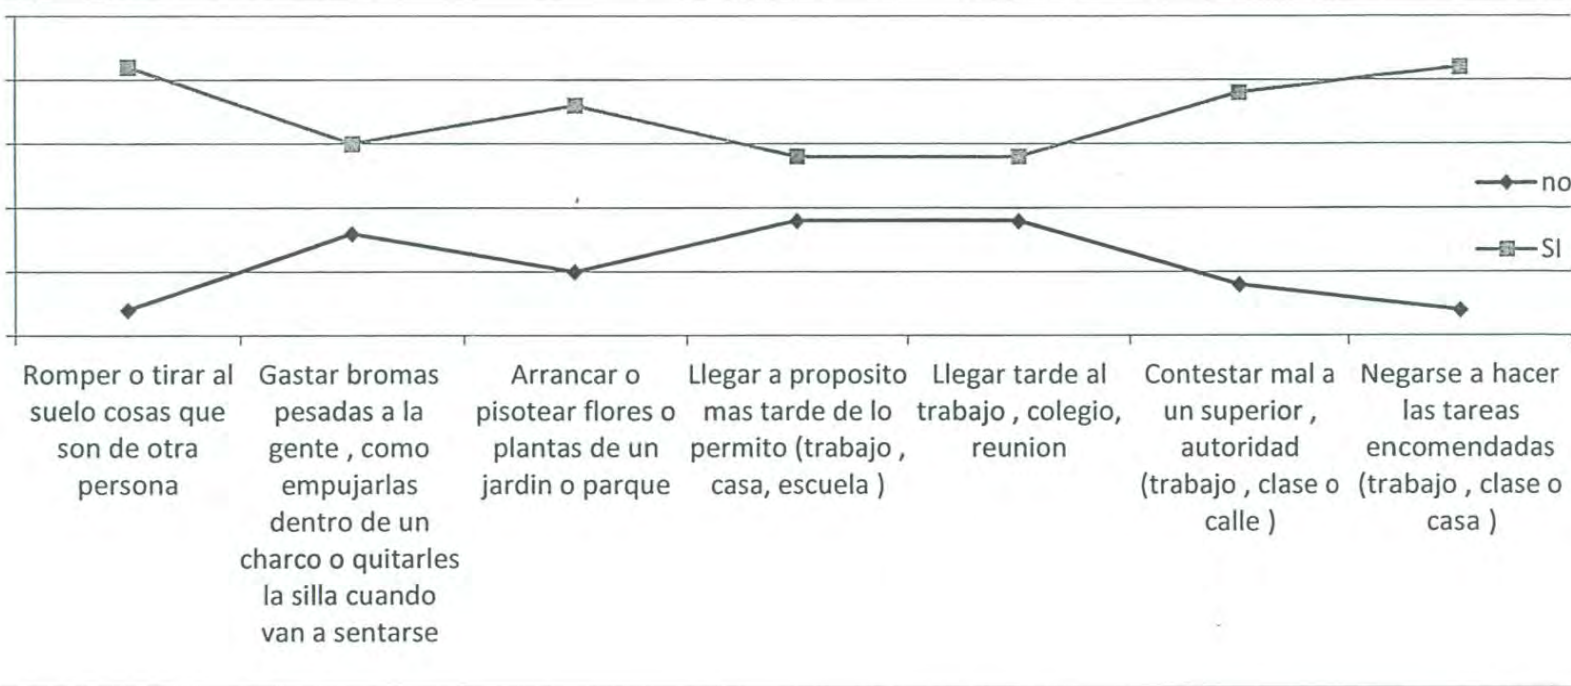 no
SI
Romper o tirar al
suelo cosas que
son de otra
persona
Gastar bromas
pesadas a la
gente , como
empujarlas
dentro de un
charco o quitarles
la silla cuando
van a sentarse
Arrancar o
pisotear flores o
plantas de un
jardin o parque
Llegar a proposito
mas tarde de lo
permito (trabajo ,
casa, escuela )
Llegar tarde al
trabajo , colegio,
reunion
Contestar mal a
un superior ,
autoridad
(trabajo , clase o
calle )
Negarse a hacer
las tareas
encomendadas
(trabajo , clase o
casa )